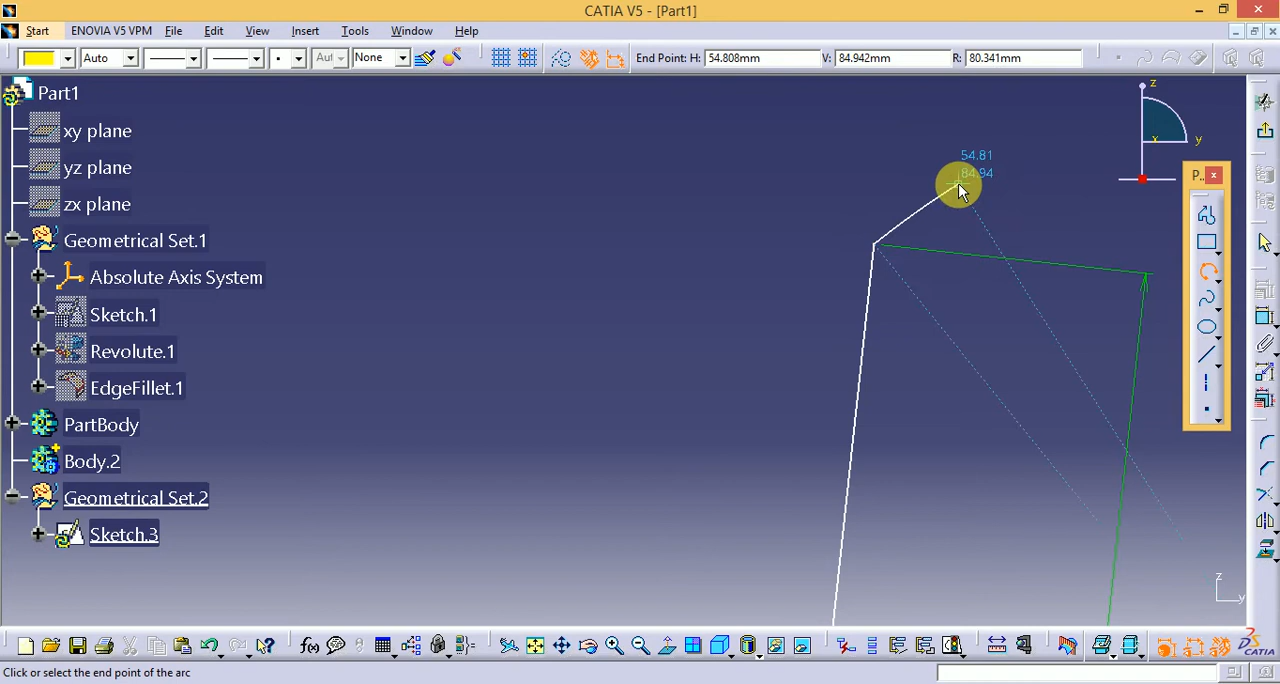 CATIA V5 - [Part1]
Start ENOVIA V5 VPM File Edit View Insert Tools Window Help
Auto Aut None End Point: H: 54.808mm V: 84.942mm R: 80.341mm
Part1
xy plane
yz plane
zx plane
Geometrical Set.1
Absolute Axis System
Sketch.1
Revolute.1
EdgeFillet.1
PartBody
Body.2
Geometrical Set.2
Sketch.3
54.81
84.94
z
x y
P...
z
y
f(x)
CATIA
Click or select the end point of the arc